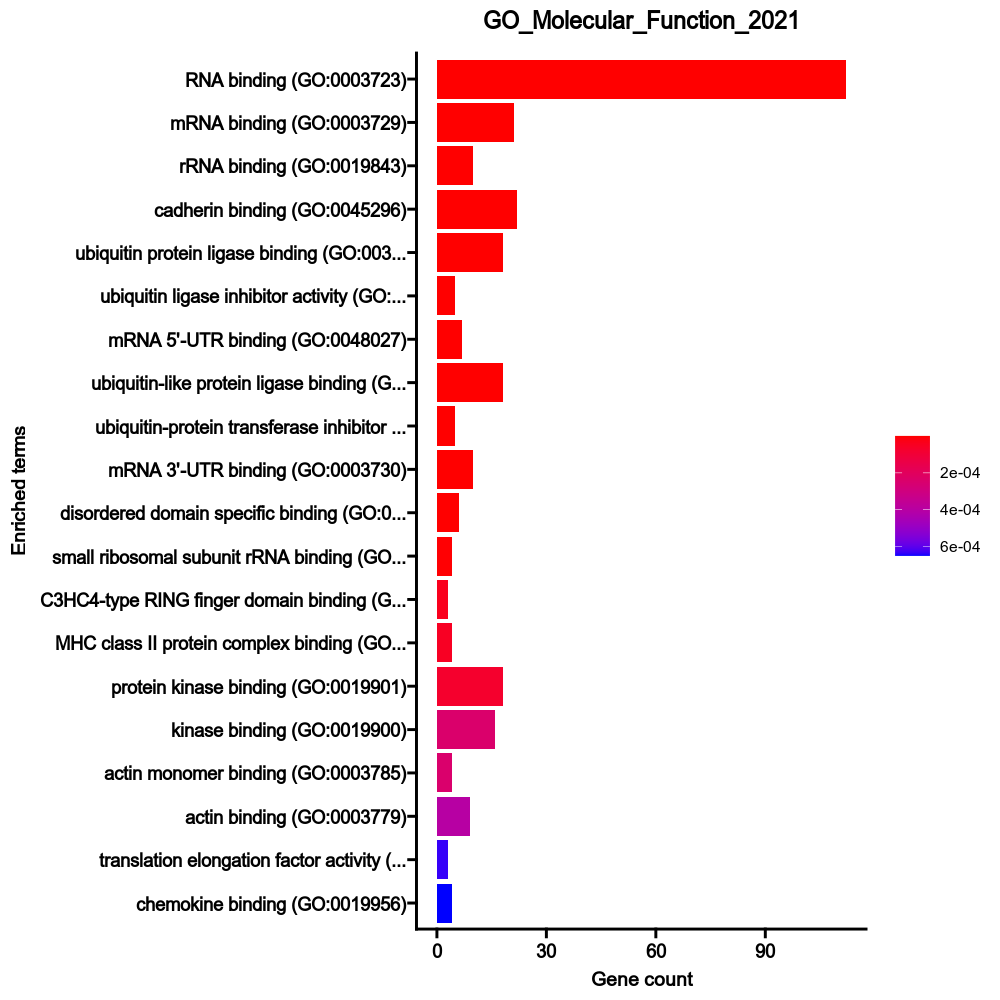 GO_Molecular_Function_2021
RNA binding (GO:0003723)
mRNA binding (GO:0003729)
rRNA binding (GO:0019843)
cadherin binding (GO:0045296)
ubiquitin protein ligase binding (GO:003...
ubiquitin ligase inhibitor activity (GO:...
mRNA 5'-UTR binding (GO:0048027)
ubiquitin-like protein ligase binding (G...
ubiquitin-protein transferase inhibitor ...
mRNA 3'-UTR binding (GO:0003730)
disordered domain specific binding (GO:0...
small ribosomal subunit rRNA binding (GO...
C3HC4-type RING finger domain binding (G...
MHC class II protein complex binding (GO...
protein kinase binding (GO:0019901)
kinase binding (GO:0019900)
actin monomer binding (GO:0003785)
actin binding (GO:0003779)
translation elongation factor activity (...
chemokine binding (GO:0019956)
Enriched terms
0 30 60 90
Gene count
2e-04
4e-04
6e-04